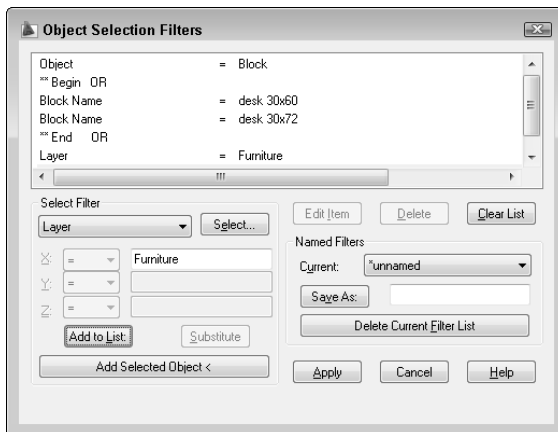 Object Selection Filters
Object = Block
** Begin OR
Block Name = desk 30x60
Block Name = desk 30x72
** End OR
Layer = Furniture
Select Filter
Layer
Select...
X: = Furniture
Y: =
Z: =
Add to List:
Substitute
Add Selected Object <
Edit Item
Delete
Clear List
Named Filters
Current: *unnamed
Save As:
Delete Current Filter List
Apply
Cancel
Help